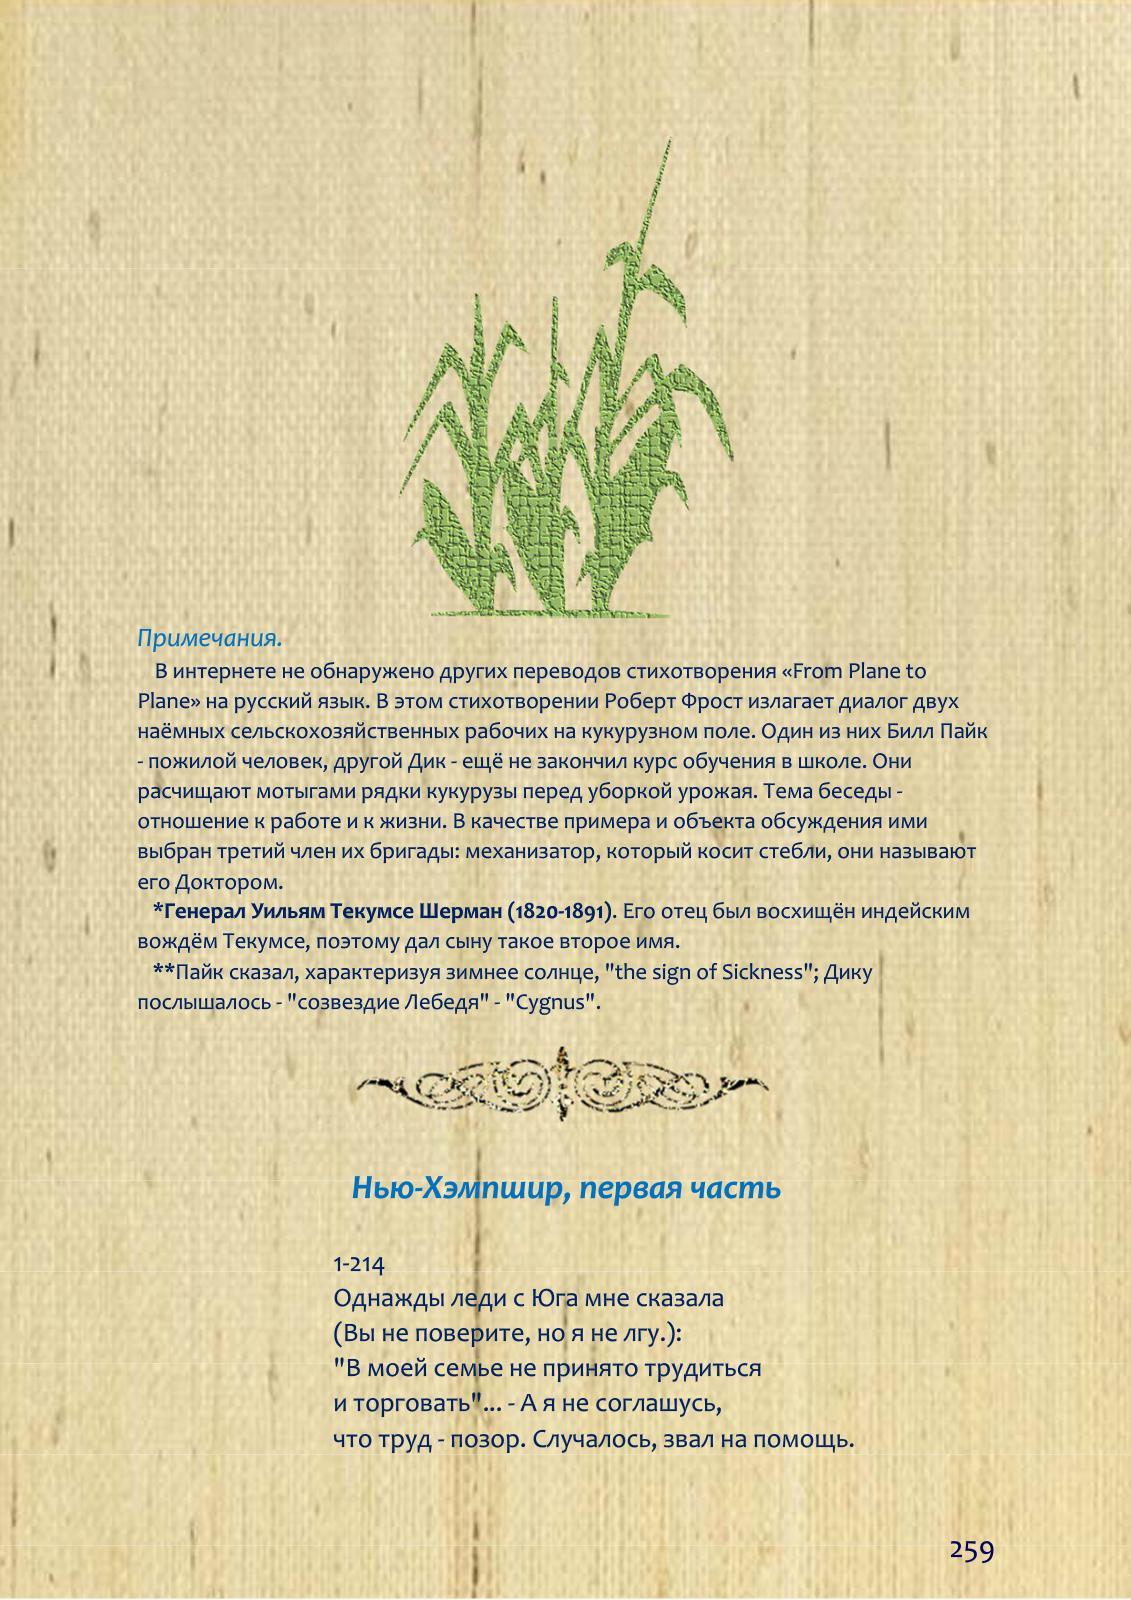 Примечания.
В интернете не обнаружено других переводов стихотворения «From Plane to
Plane» на русский язык. В этом стихотворении Роберт Фрост излагает диалог двух
наёмных сельскохозяйственных рабочих на кукурузном поле. Один из них Билл Пайк
- пожилой человек, другой Дик - ещё не закончил курс обучения в школе. Они
расчищают мотыгами рядки кукурузы перед уборкой урожая. Тема беседы -
отношение к работе и к жизни. В качестве примера и объекта обсуждения ими
выбран третий член их бригады: механизатор, который косит стебли, они называют
его Доктором.
*Генерал Уильям Текумсе Шерман (1820-1891). Его отец был восхищён индейским
вождём Текумсе, поэтому дал сыну такое второе имя.
**Пайк сказал, характеризуя зимнее солнце, "the sign of Sickness"; Дику
послышалось - "созвездие Лебедя" - "Cygnus".
Нью-Хэмпшир, первая часть
1-214
Однажды леди с Юга мне сказала
(Вы не поверите, но я не лгу.):
"В моей семье не принято трудиться
и торговать"... - А я не соглашусь,
что труд - позор. Случалось, звал на помощь.
259